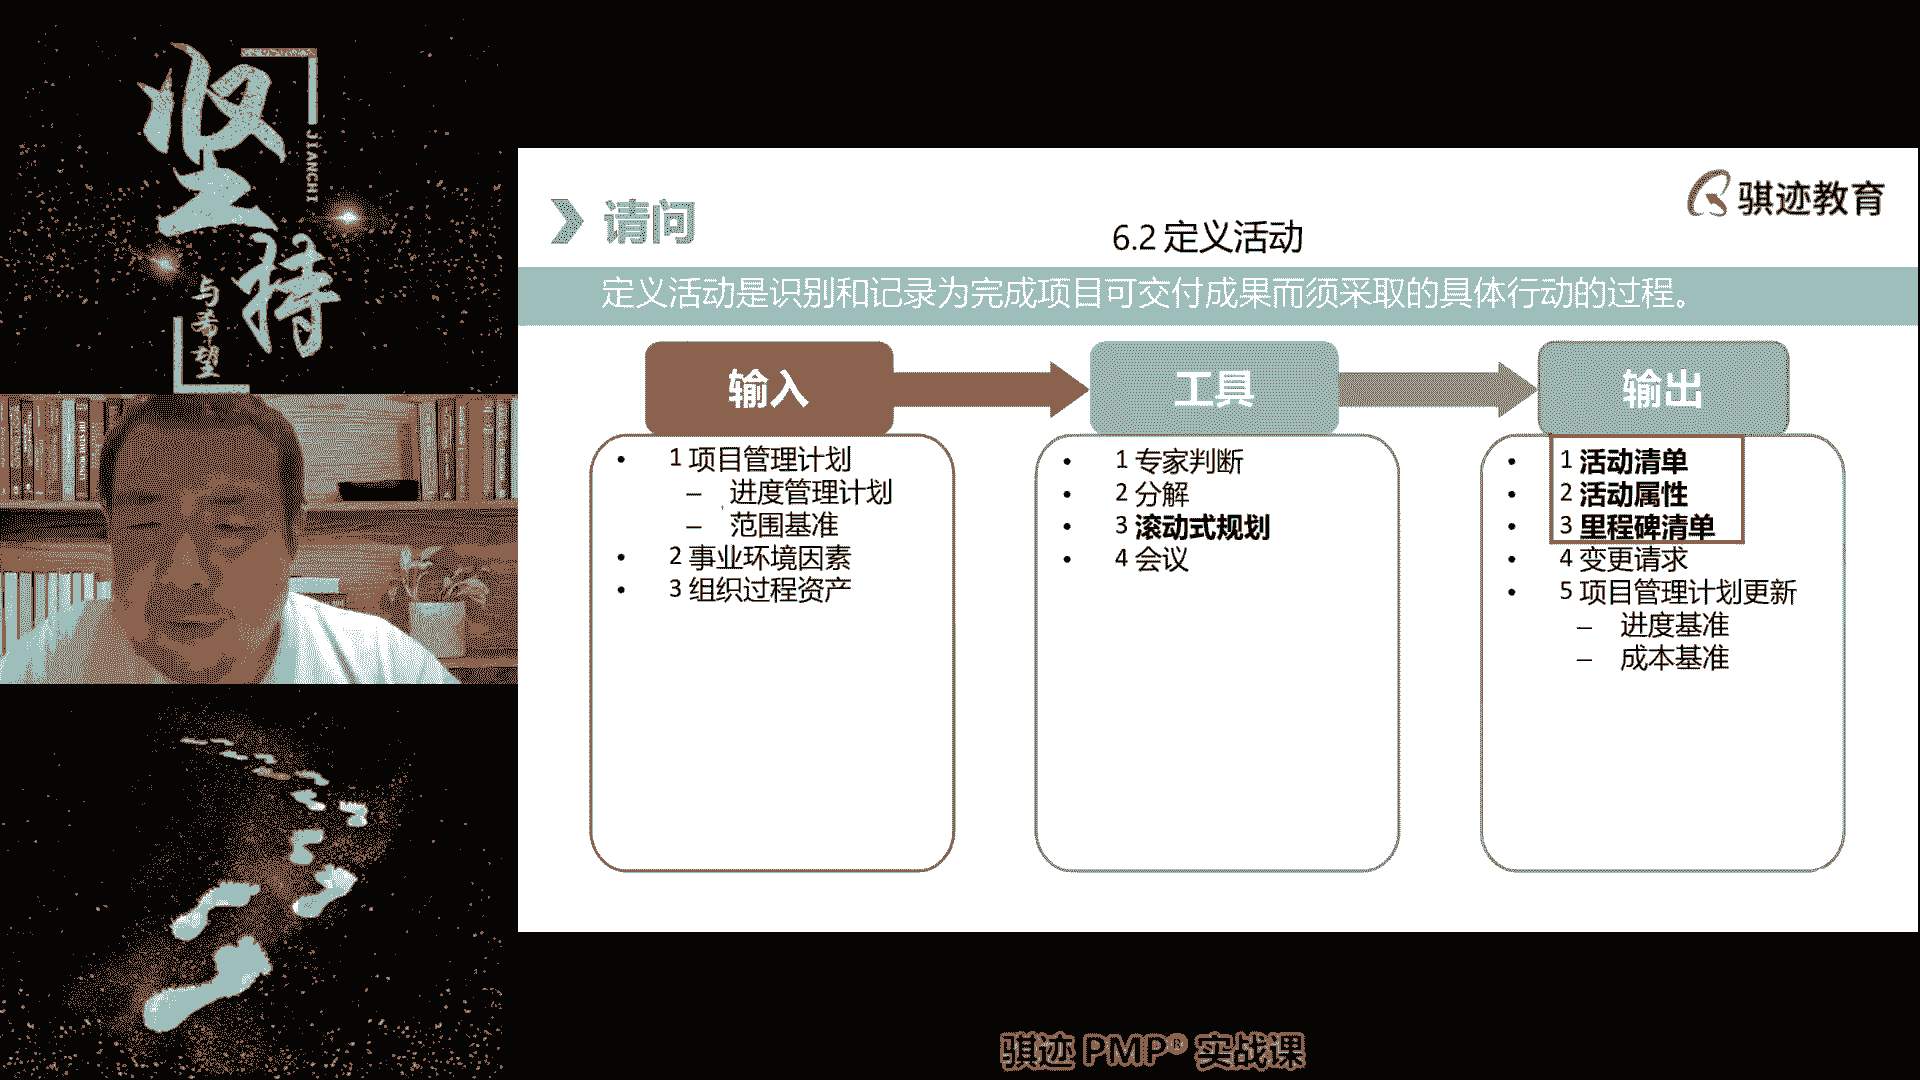 坚持
JIANCHI
与希望
骐迹教育
请问
6.2 定义活动
定义活动是识别和记录为完成项目可交付成果而须采取的具体行动的过程。
输入
• 1 项目管理计划
– 进度管理计划
– 范围基准
• 2 事业环境因素
• 3 组织过程资产
工具
• 1 专家判断
• 2 分解
• 3 滚动式规划
• 4 会议
输出
• 1 活动清单
• 2 活动属性
• 3 里程碑清单
• 4 变更请求
• 5 项目管理计划更新
– 进度基准
– 成本基准
骐迹 PMP® 实战课